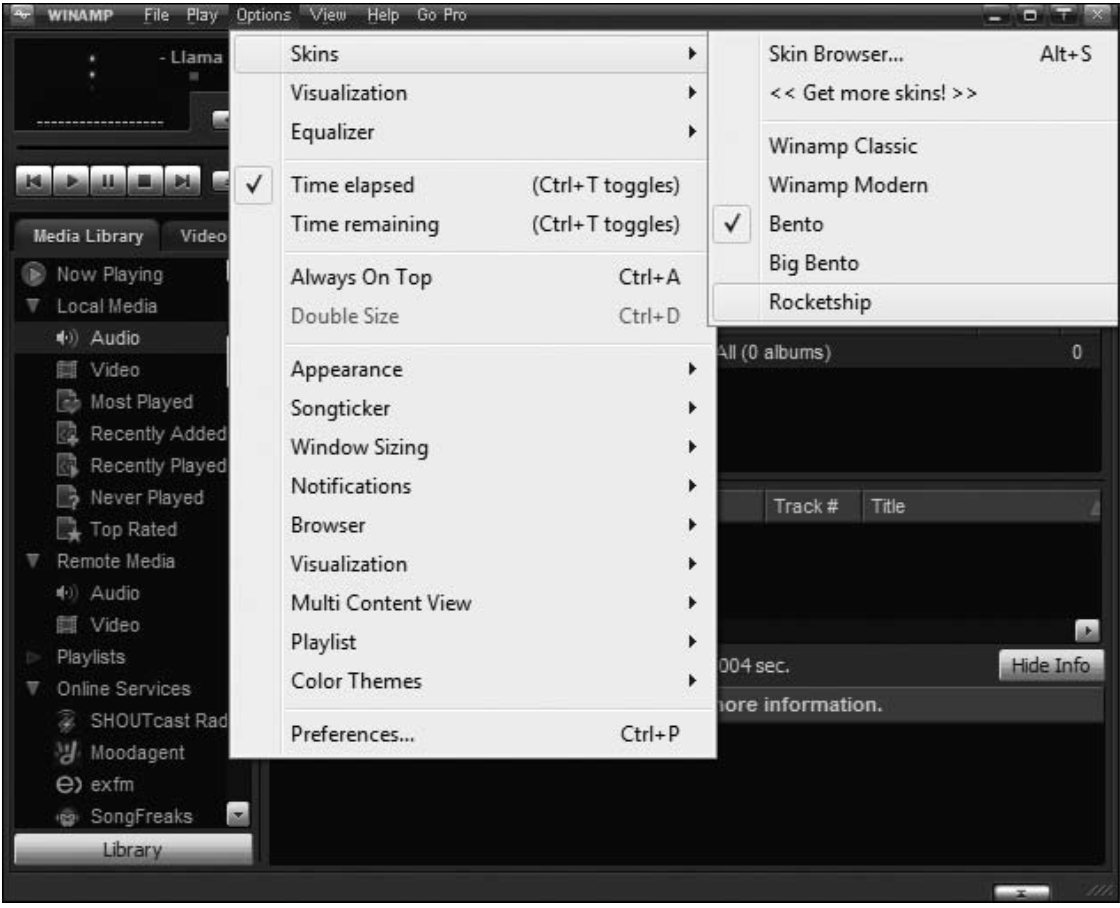 WINAMP File Play Options View Help Go Pro
- Llama
Skins
Visualization
Equalizer
Time elapsed (Ctrl+T toggles)
Time remaining (Ctrl+T toggles)
Always On Top Ctrl+A
Double Size Ctrl+D
Appearance
Songticker
Window Sizing
Notifications
Browser
Visualization
Multi Content View
Playlist
Color Themes
Preferences... Ctrl+P
Skin Browser... Alt+S
<< Get more skins! >>
Winamp Classic
Winamp Modern
Bento
Big Bento
Rocketship
Media Library Video
Now Playing
Local Media
Audio
Video
Most Played
Recently Added
Recently Played
Never Played
Top Rated
Remote Media
Audio
Video
Playlists
Online Services
SHOUTcast Rad
Moodagent
exfm
SongFreaks
Library
All (0 albums) 0
Track # Title
004 sec.
Hide Info
more information.